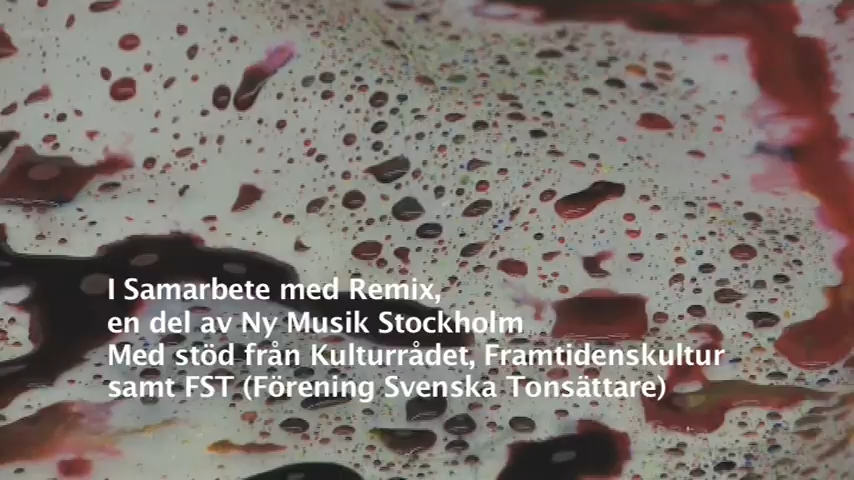 I Samarbete med Remix,
en del av Ny Musik Stockholm
Med stöd från Kulturrådet, Framtidenskultur
samt FST (Förening Svenska Tonsättare)